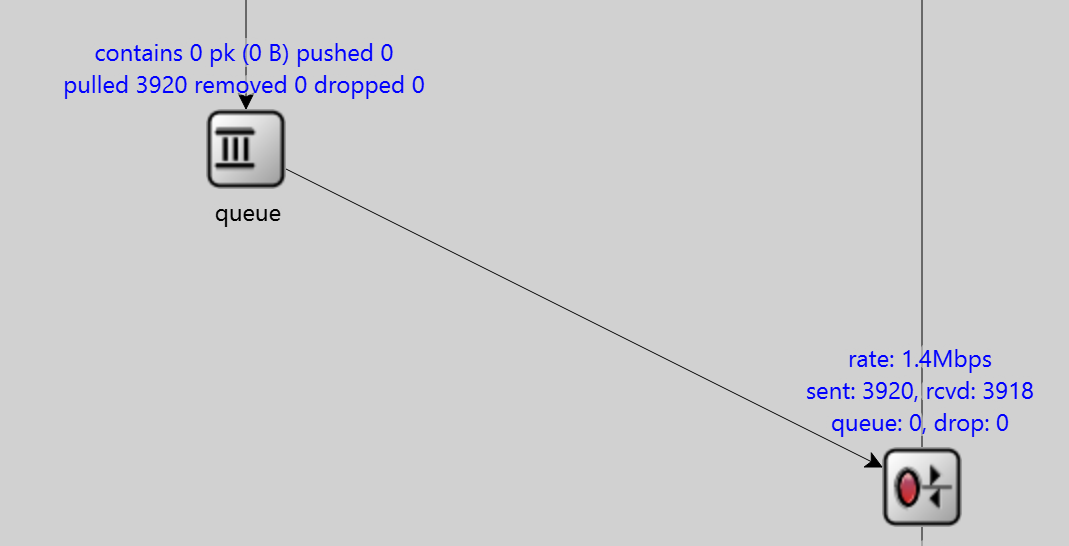 contains 0 pk (0 B) pushed 0
pulled 3920 removed 0 dropped 0
queue
rate: 1.4Mbps
sent: 3920, rcvd: 3918
queue: 0, drop: 0